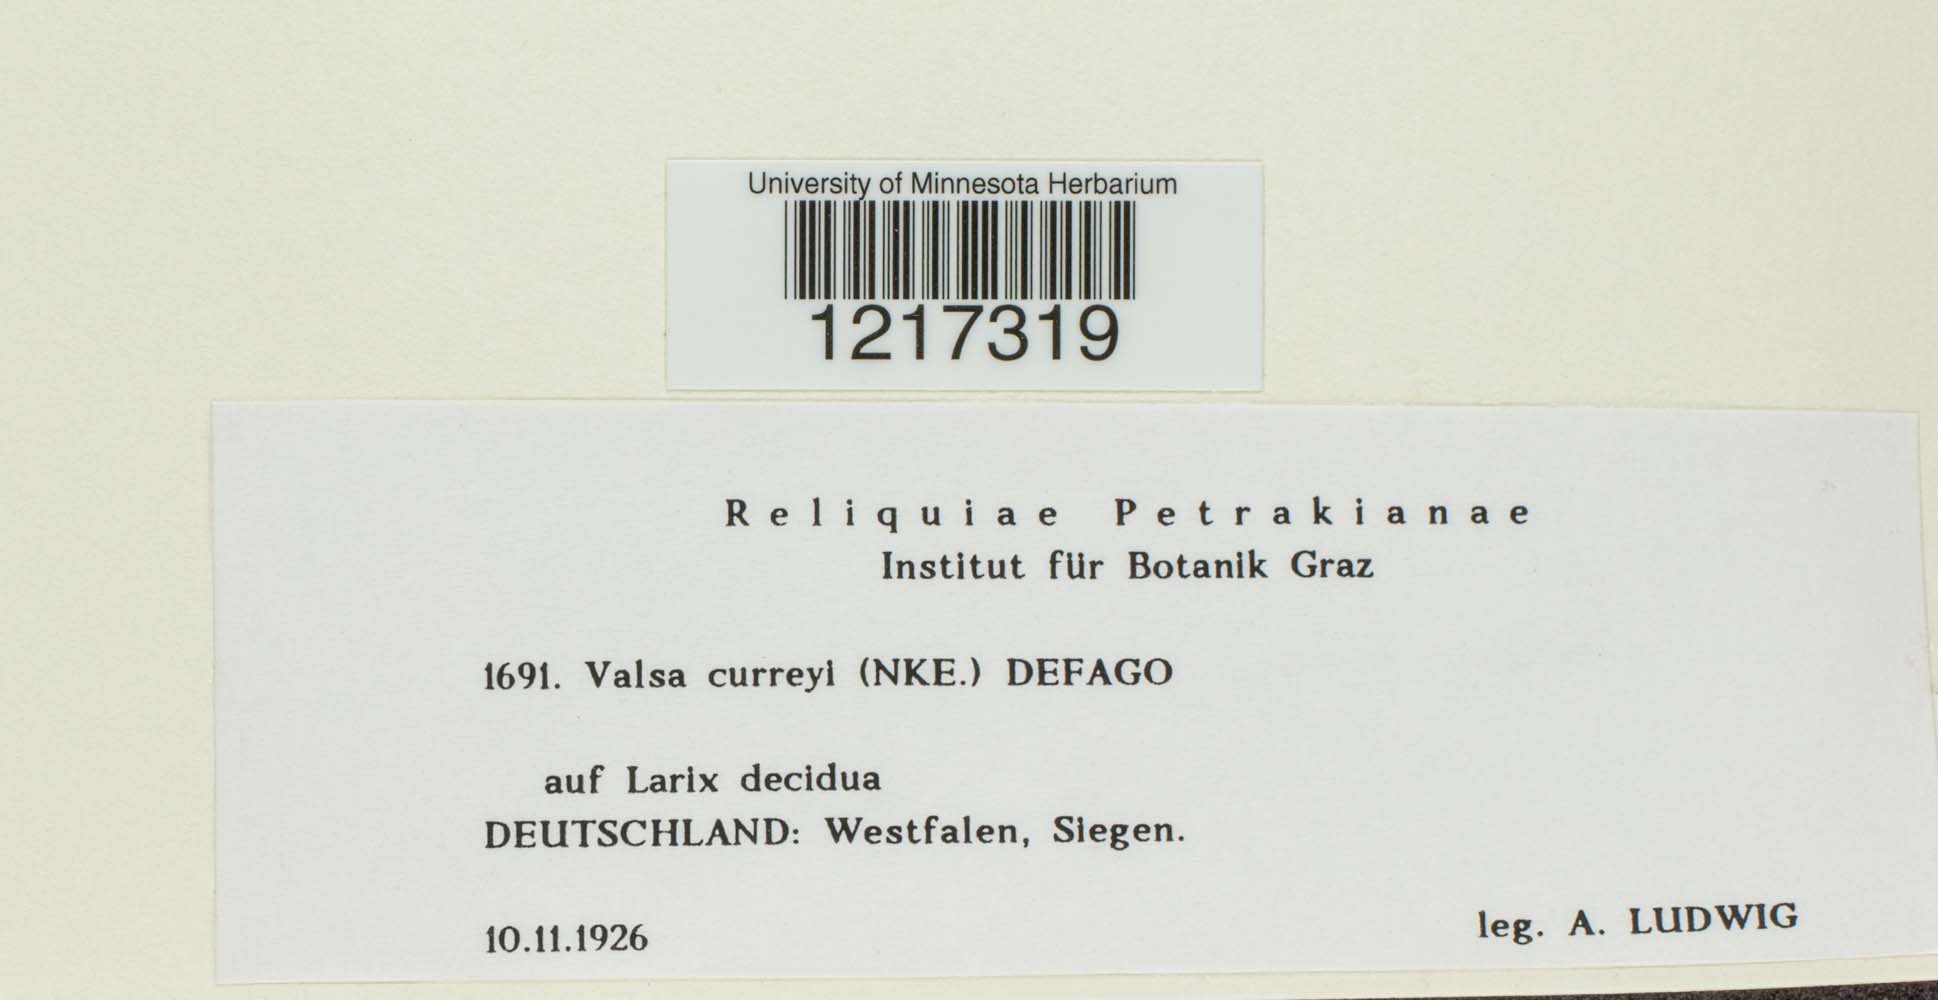 University of Minnesota Herbarium
1217319
Reliquiae Petrakianae
Institut für Botanik Graz
1691. Valsa curreyi (NKE.) DEFAGO
auf Larix decidua
DEUTSCHLAND: Westfalen, Siegen.
10.11.1926
leg. A. LUDWIG